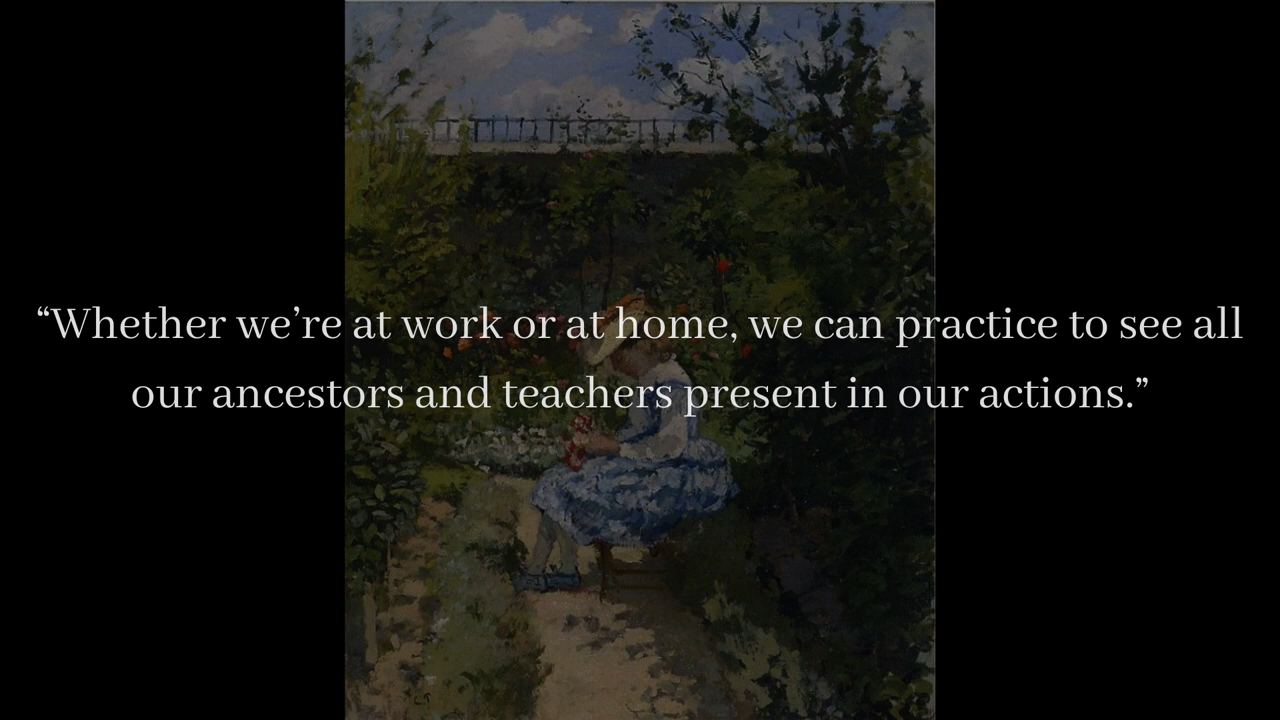 “Whether we’re at work or at home, we can practice to see all
our ancestors and teachers present in our actions.”